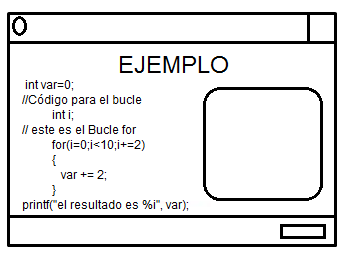 EJEMPLO
int var=0;
//Código para el bucle
int i;
// este es el Bucle for
for(i=0;i<10;i+=2)
{
var += 2;
}
printf("el resultado es %i", var);